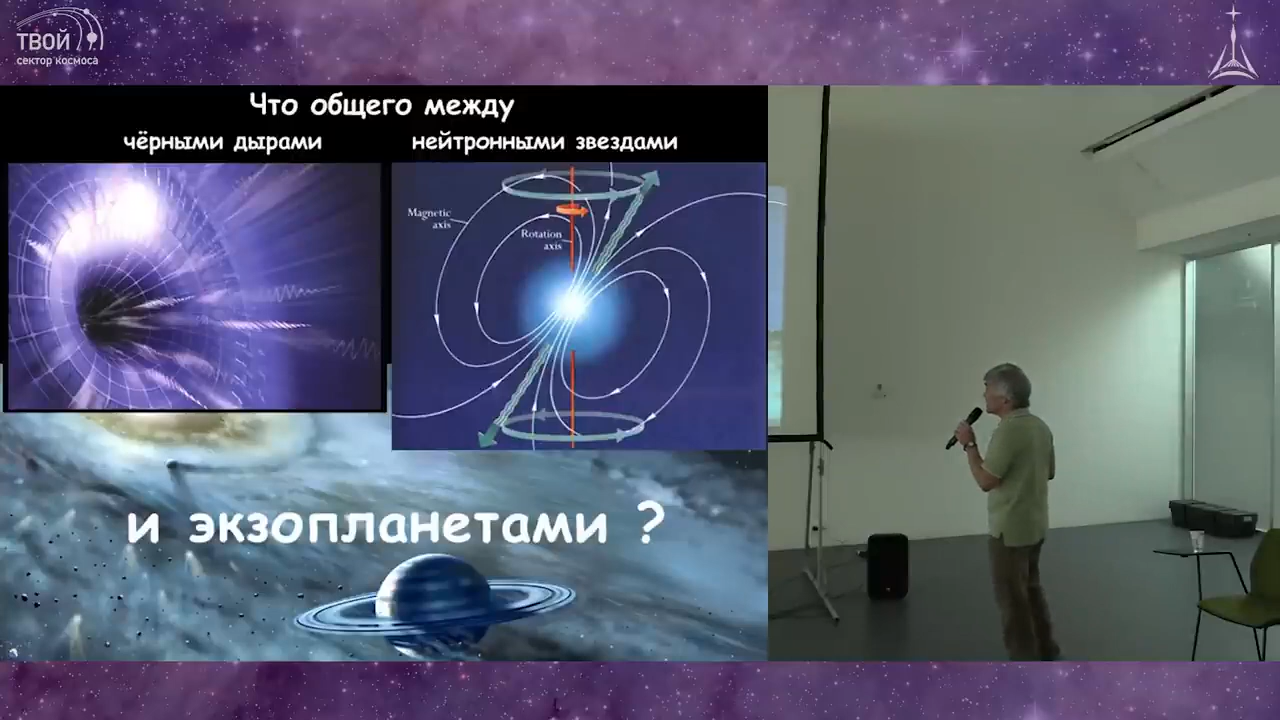 ТВОЙ
сектор космоса
Что общего между
чёрными дырами
нейтронными звездами
Magnetic
axis
Rotation
axis
и экзопланетами ?